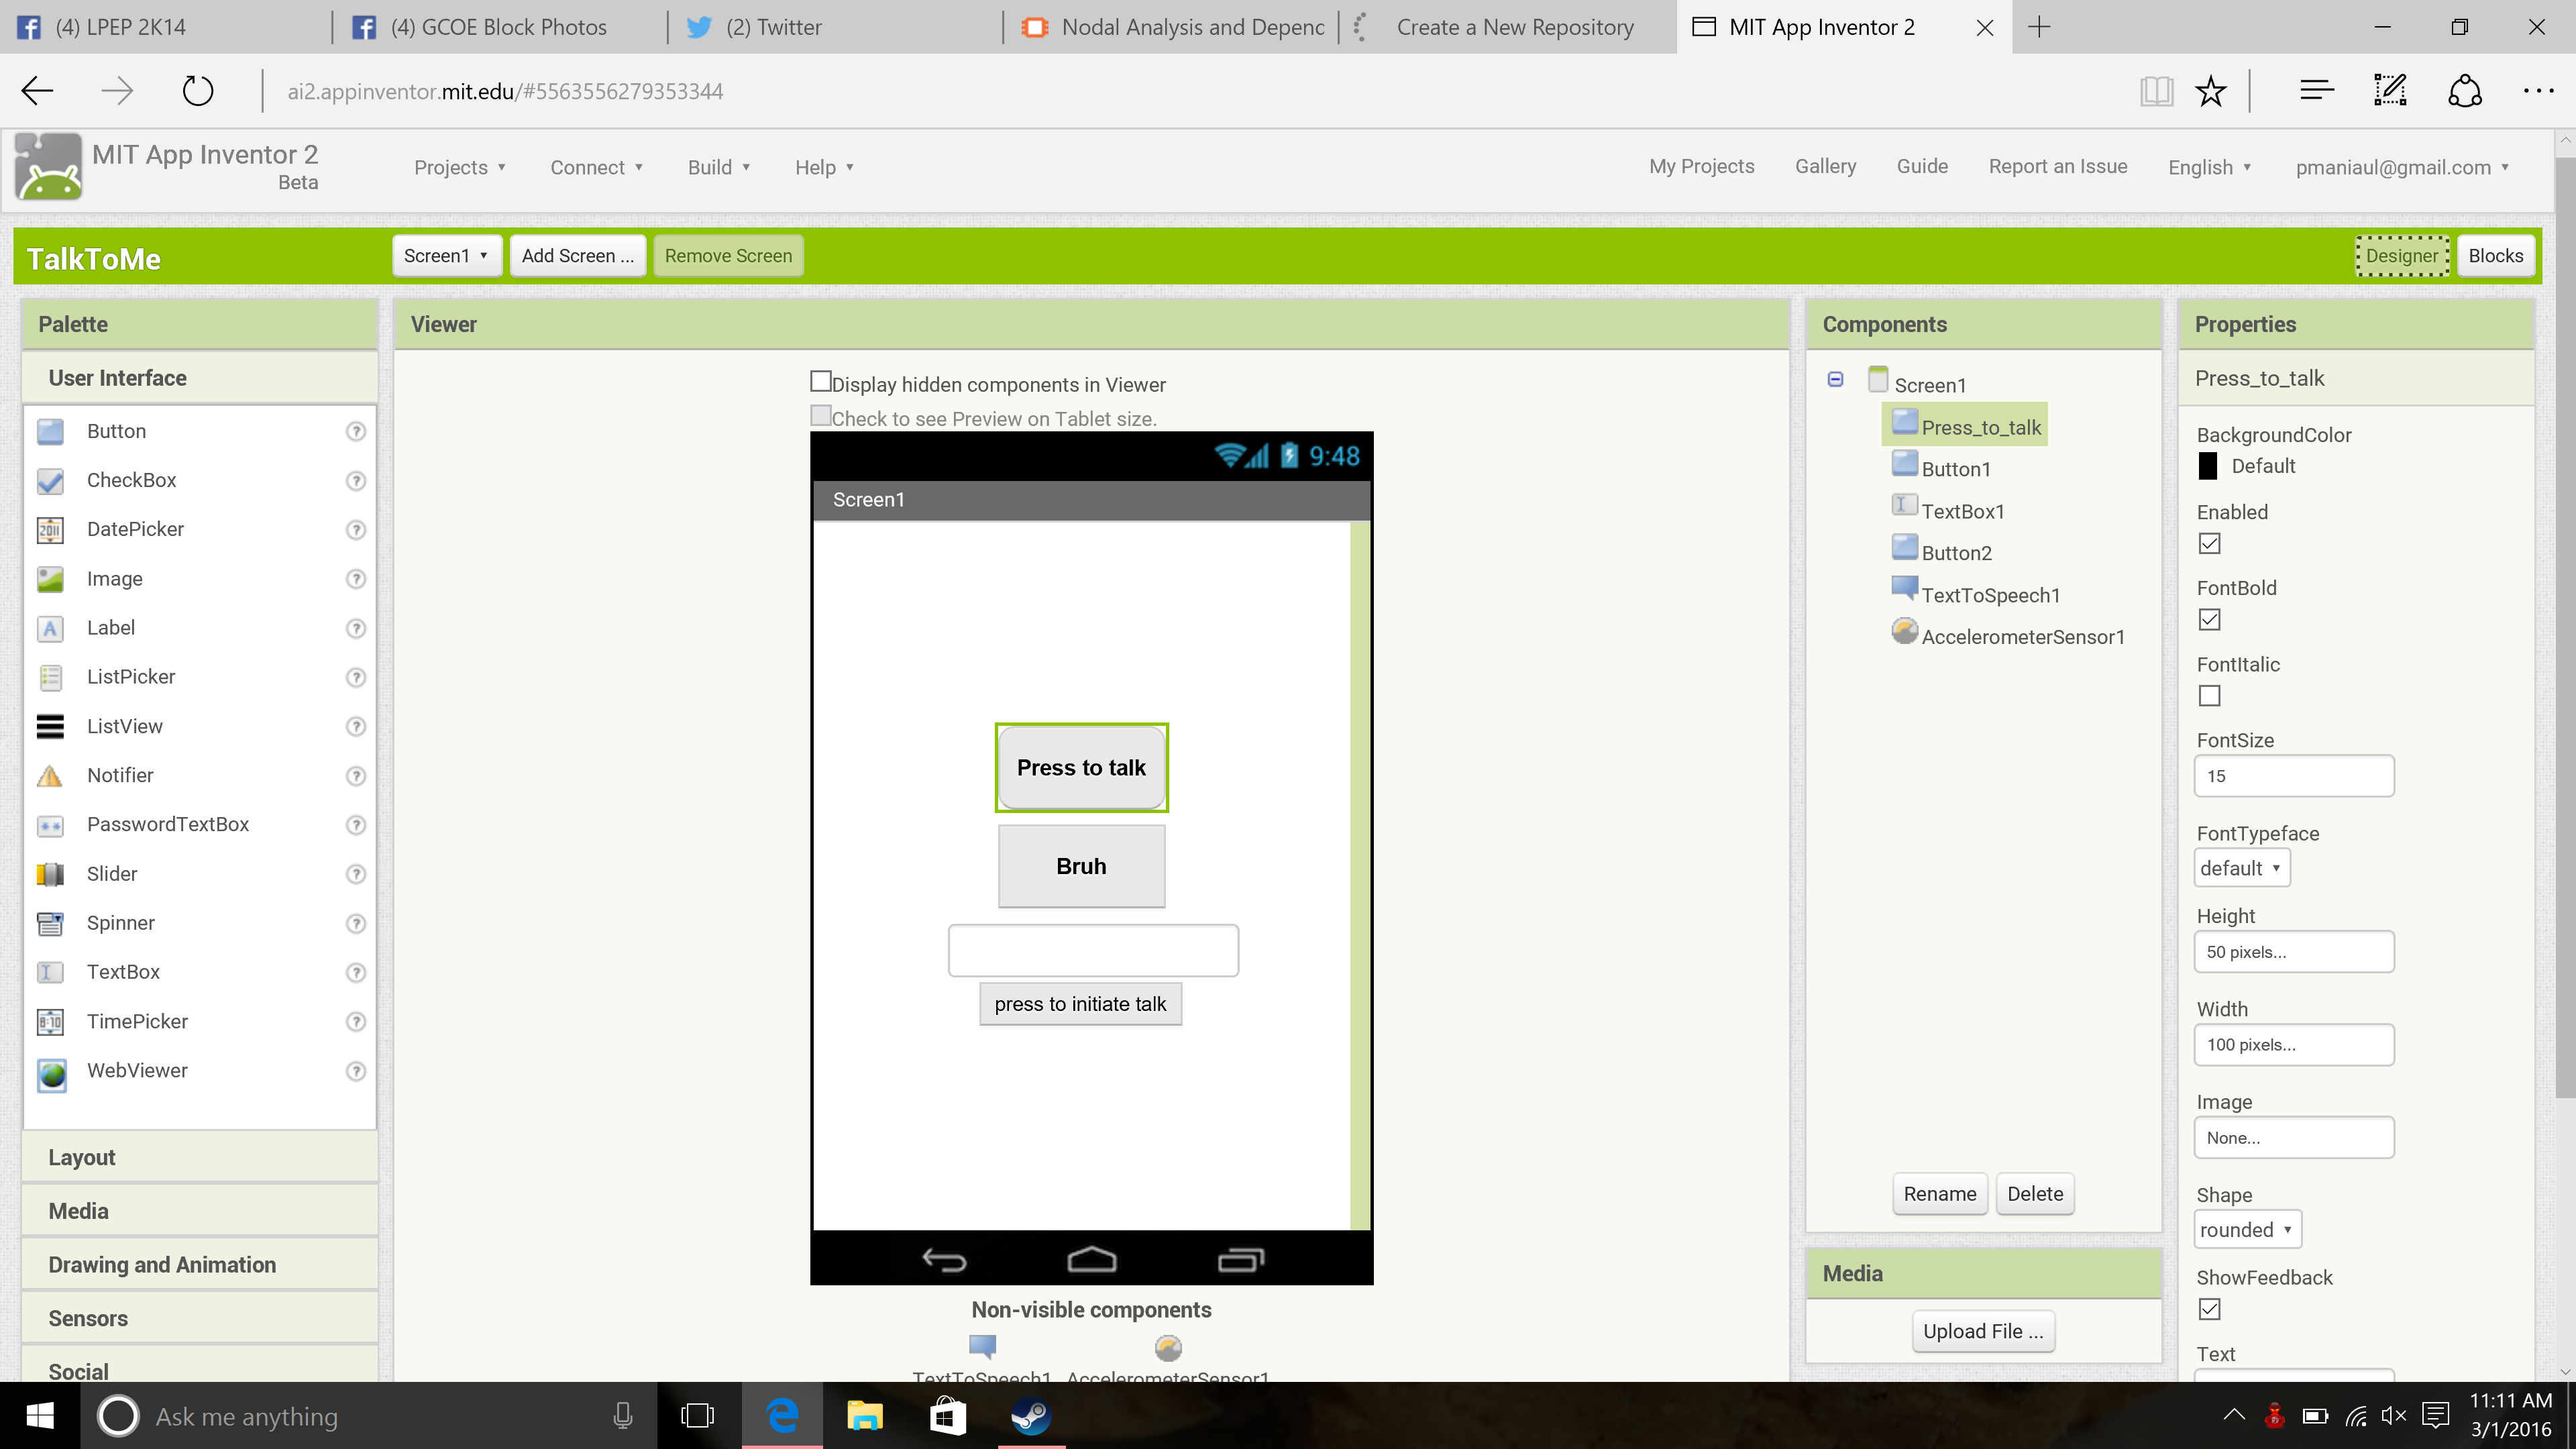 (4) LPEP 2K14
(4) GCOE Block Photos
(2) Twitter
Nodal Analysis and Depenc
Create a New Repository
MIT App Inventor 2
ai2.appinventor.mit.edu/#5563556279353344
MIT App Inventor 2
Beta
Projects
Connect
Build
Help
My Projects
Gallery
Guide
Report an Issue
English
pmaniaul@gmail.com
TalkToMe
Screen1
Add Screen ...
Remove Screen
Designer
Blocks
Palette
User Interface
Button
CheckBox
DatePicker
Image
Label
ListPicker
ListView
Notifier
PasswordTextBox
Slider
Spinner
TextBox
TimePicker
WebViewer
Layout
Media
Drawing and Animation
Sensors
Social
Viewer
Display hidden components in Viewer
Check to see Preview on Tablet size.
9:48
Screen1
Press to talk
Bruh
press to initiate talk
Non-visible components
TextToSpeech1
AccelerometerSensor1
Components
Screen1
Press_to_talk
Button1
TextBox1
Button2
TextToSpeech1
AccelerometerSensor1
Rename
Delete
Media
Upload File ...
Properties
Press_to_talk
BackgroundColor
Default
Enabled
FontBold
FontItalic
FontSize
15
FontTypeface
default
Height
50 pixels...
Width
100 pixels...
Image
None...
Shape
rounded
ShowFeedback
Text
Ask me anything
11:11 AM
3/1/2016